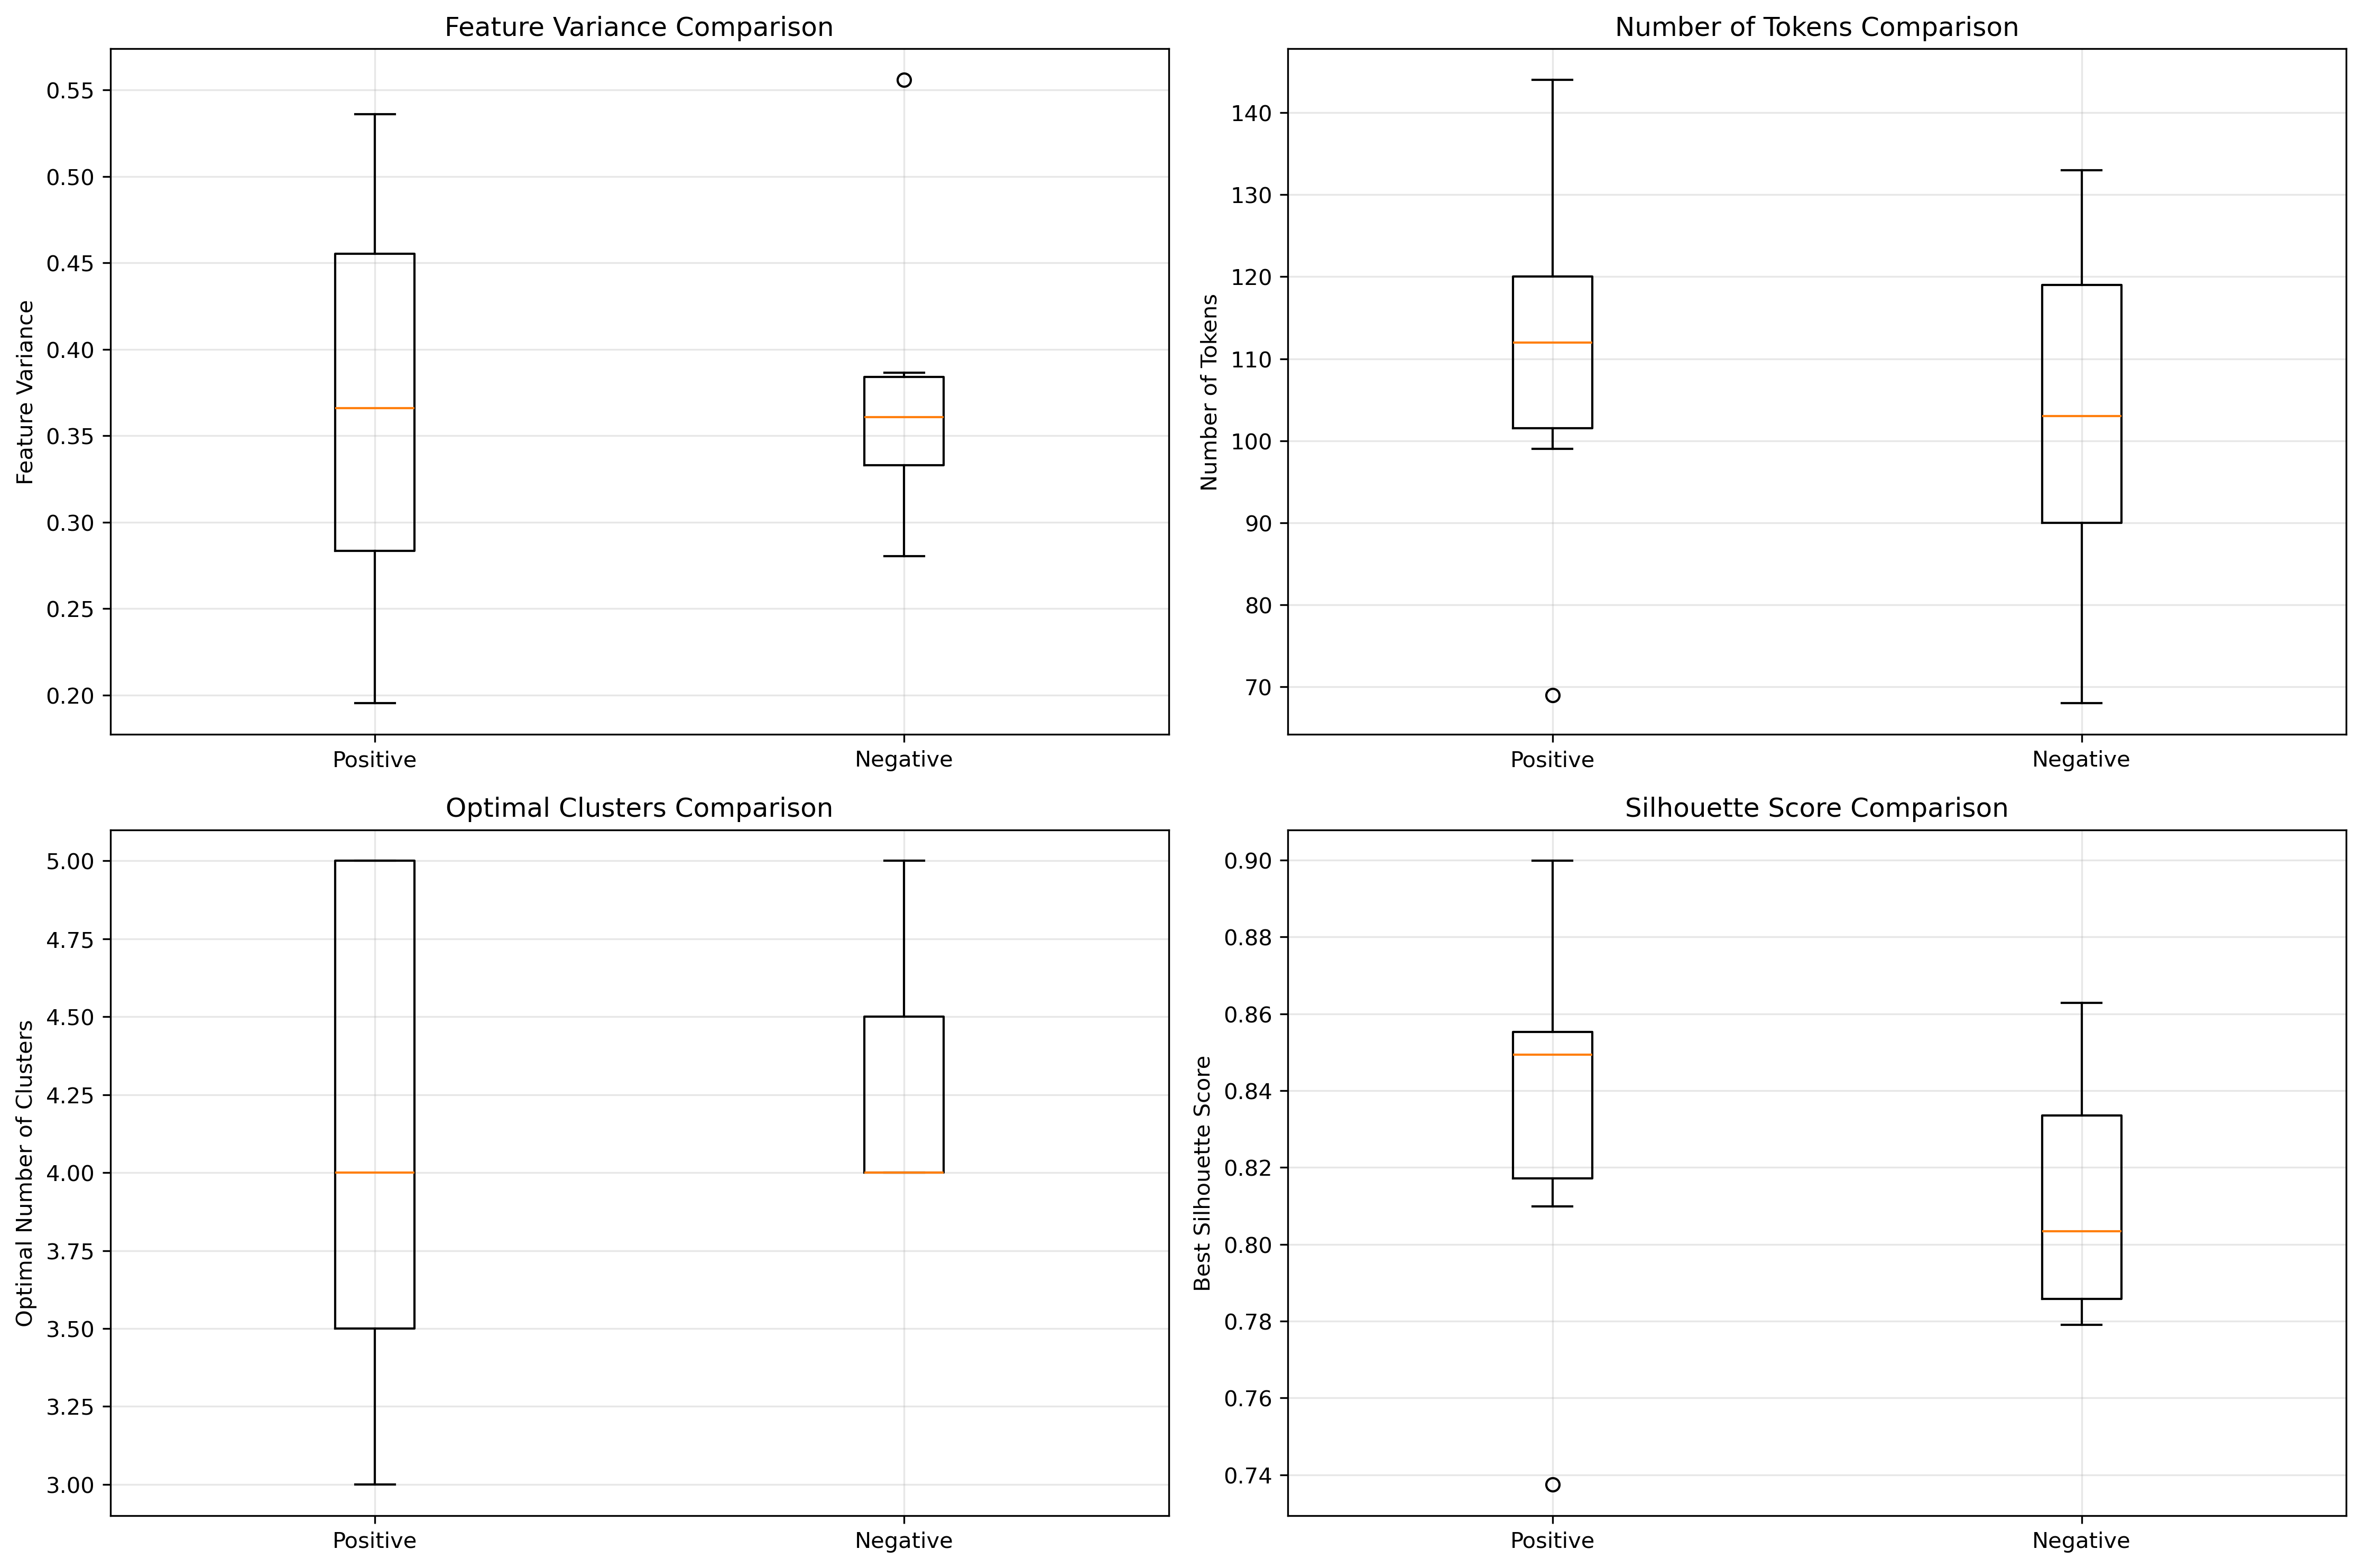 Feature Variance Comparison
Feature Variance
0.55
0.50
0.45
0.40
0.35
0.30
0.25
0.20
Positive
Negative
Number of Tokens Comparison
Number of Tokens
140
130
120
110
100
90
80
70
Positive
Negative
Optimal Clusters Comparison
Optimal Number of Clusters
5.00
4.75
4.50
4.25
4.00
3.75
3.50
3.25
3.00
Positive
Negative
Silhouette Score Comparison
Best Silhouette Score
0.90
0.88
0.86
0.84
0.82
0.80
0.78
0.76
0.74
Positive
Negative